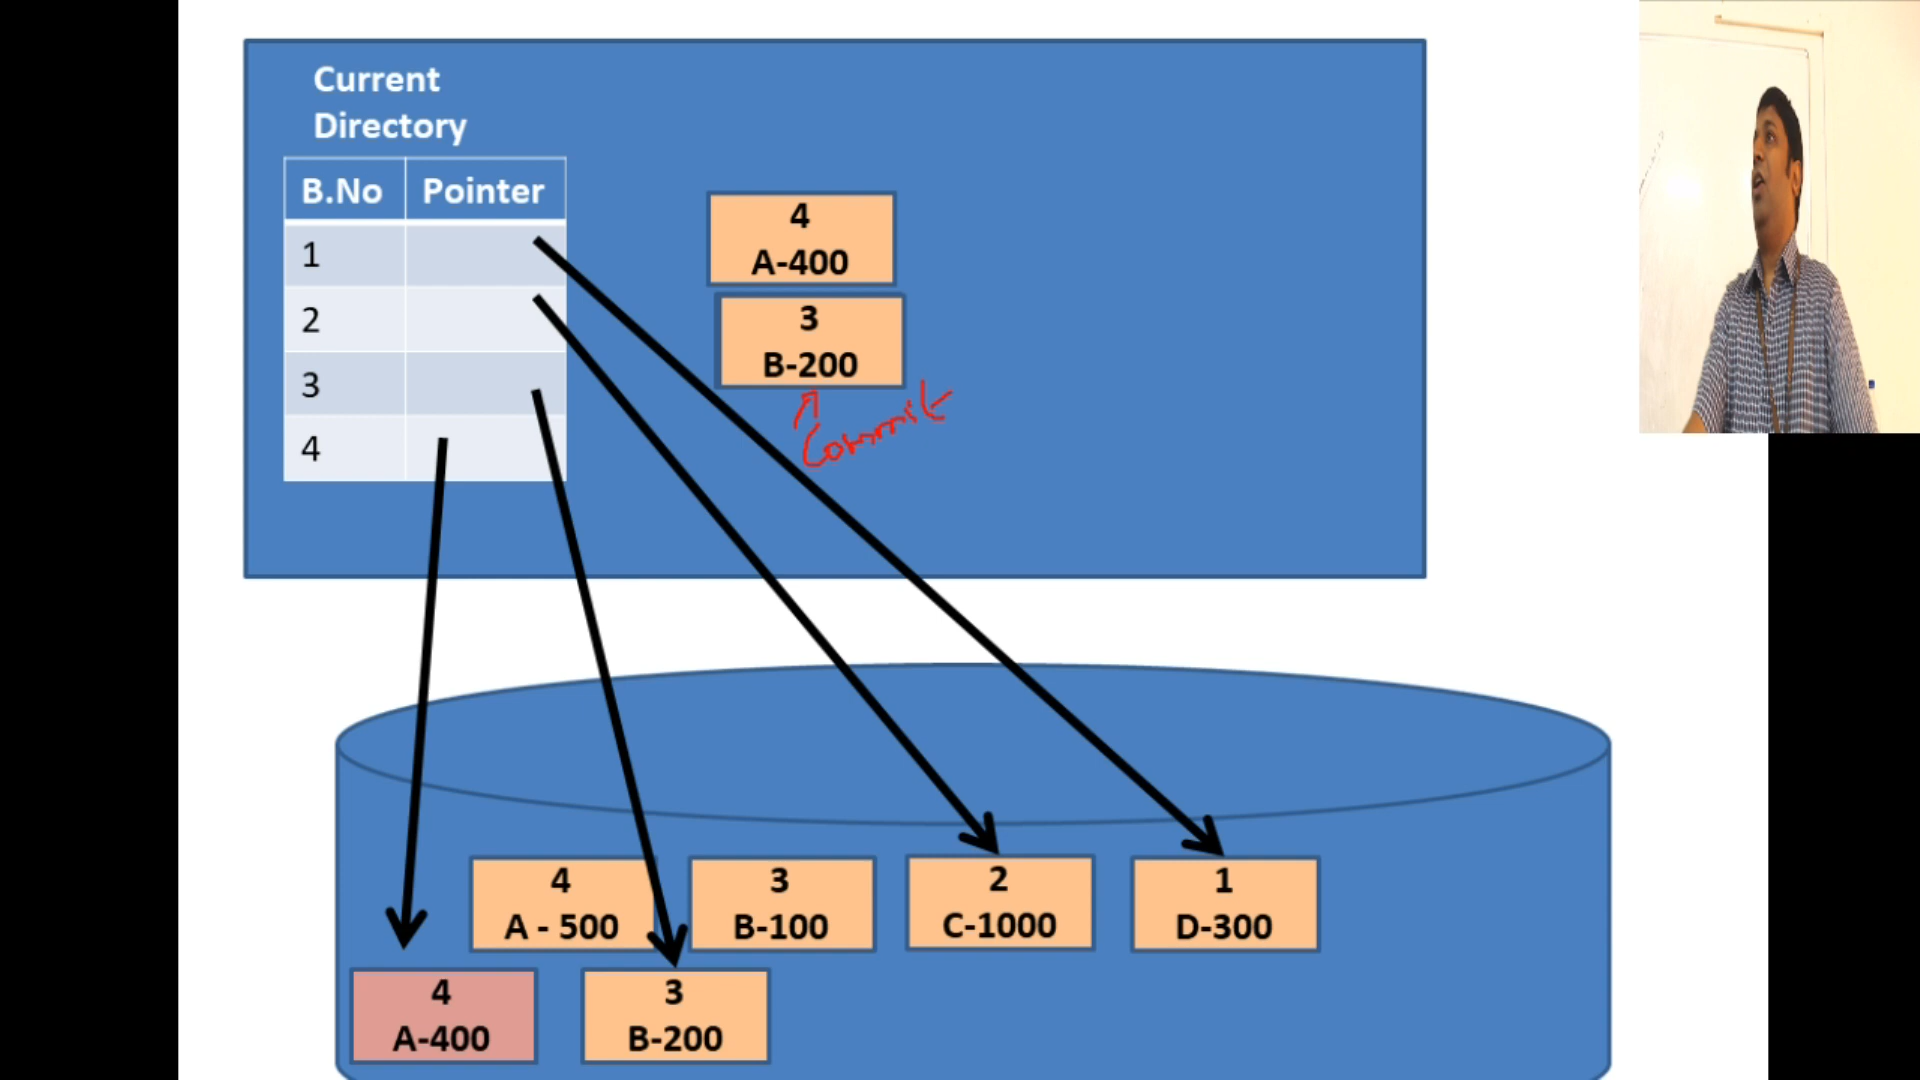 Current
Directory
B.No Pointer
1
2
3
4
4
A-400
3
B-200
Commit
4
A - 500
3
B-100
2
C-1000
1
D-300
4
A-400
3
B-200